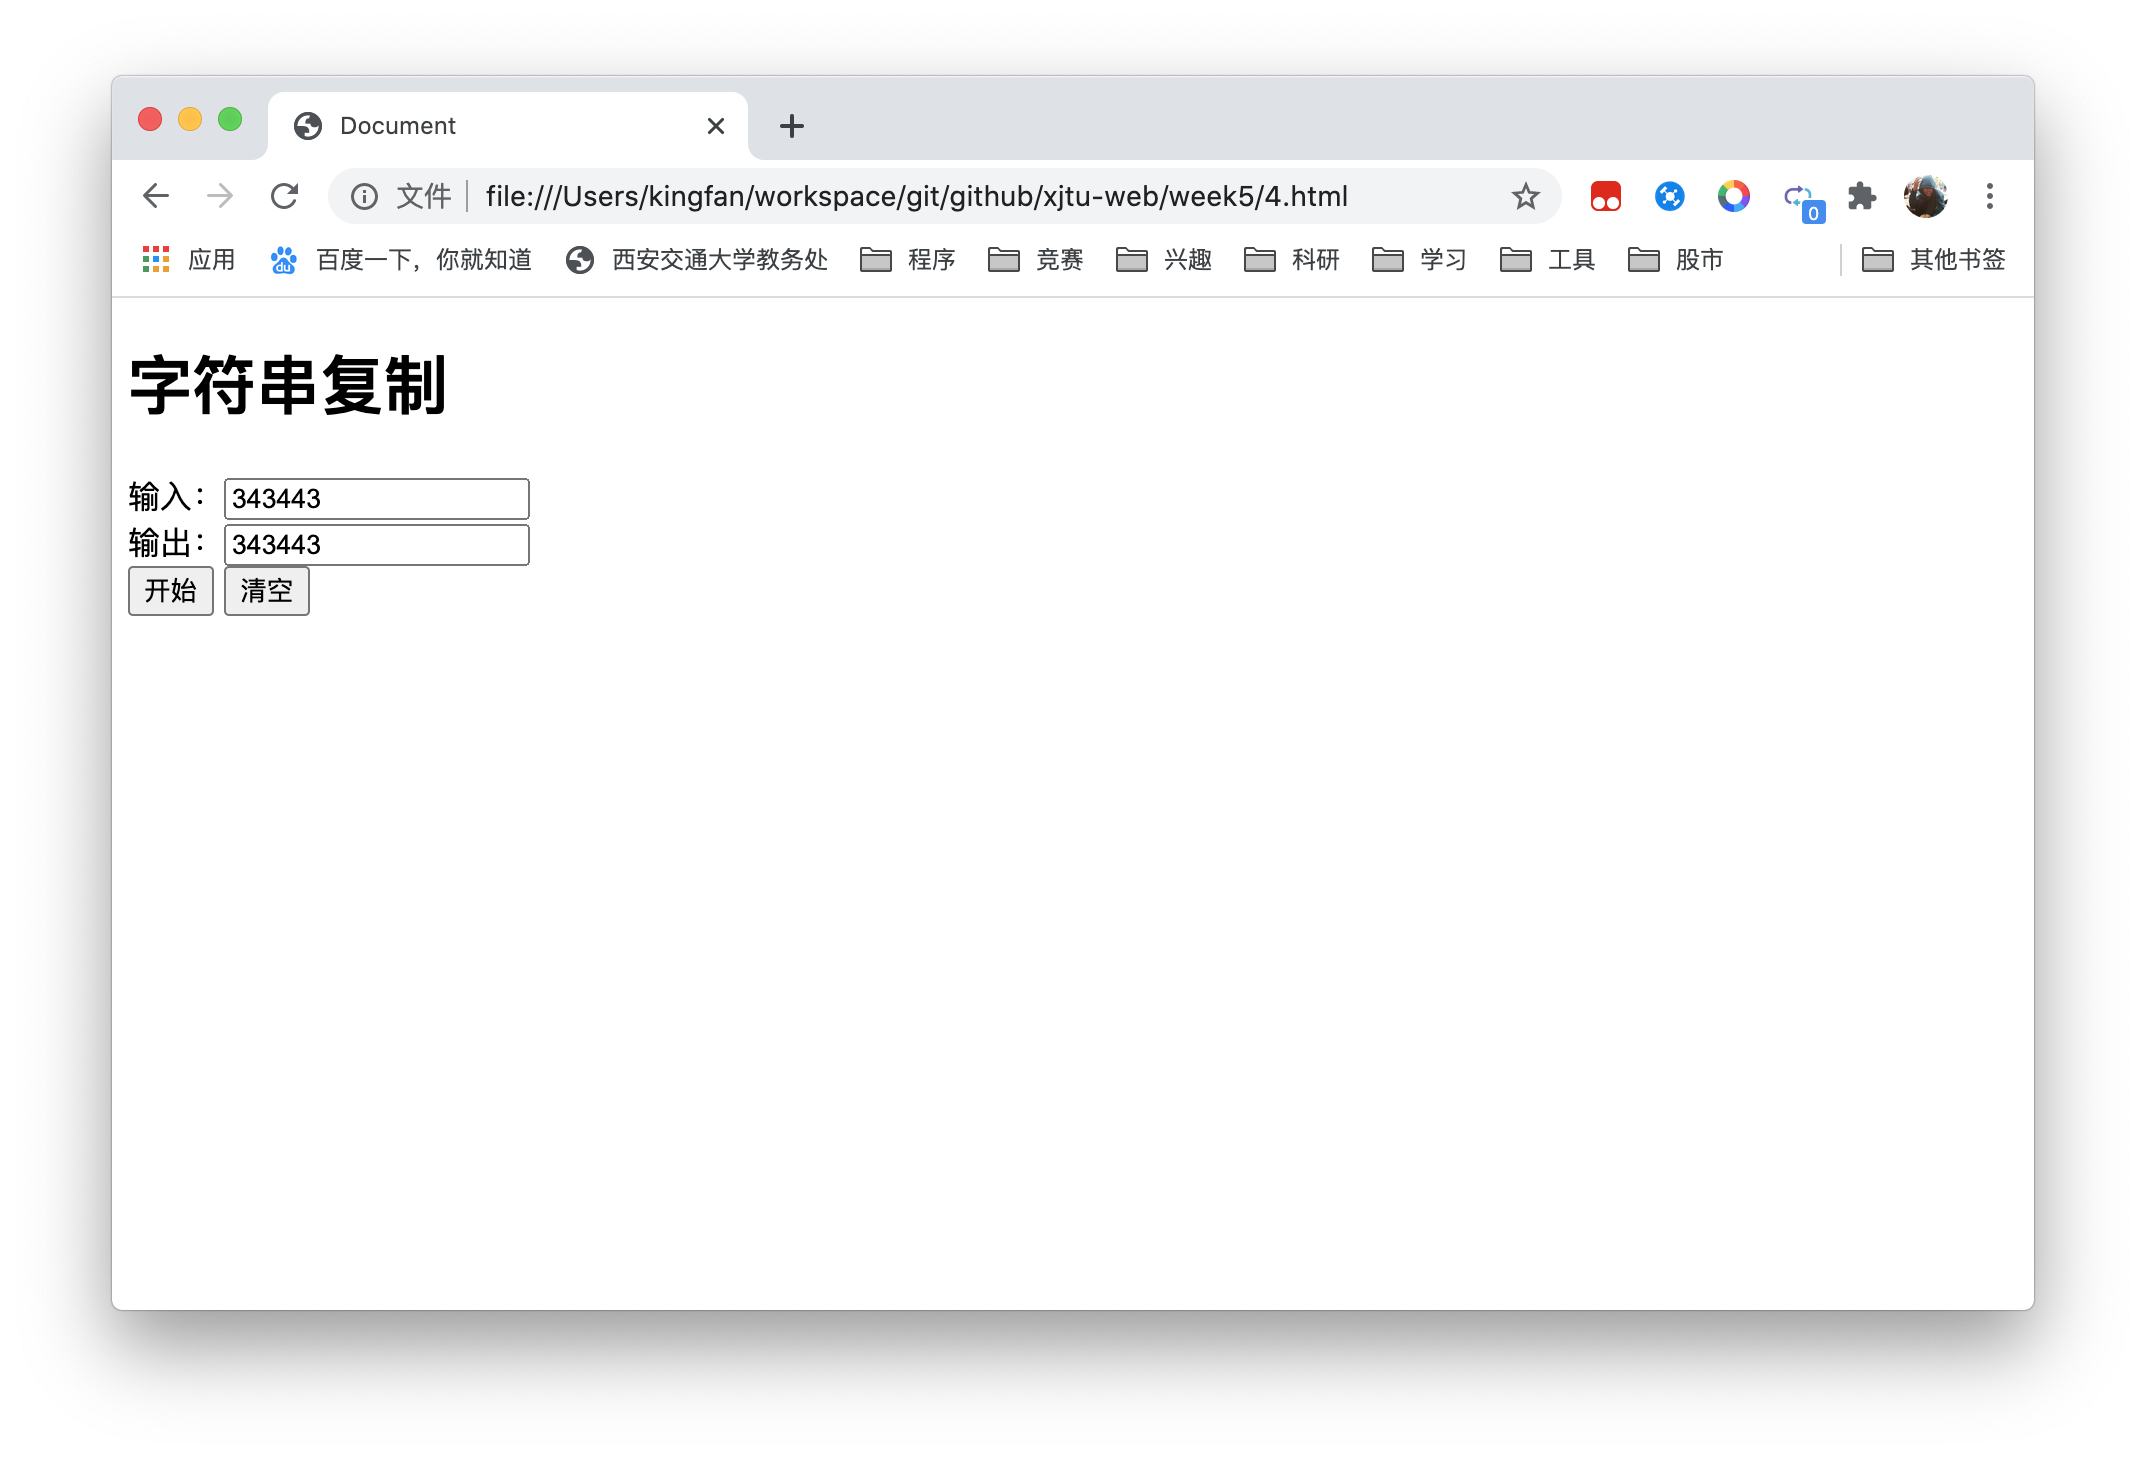 Document
文件 file:///Users/kingfan/workspace/git/github/xjtu-web/week5/4.html
0
应用 百度一下，你就知道 西安交通大学教务处 程序 竞赛 兴趣 科研 学习 工具 股市 其他书签
字符串复制
输入：343443
输出：343443
开始 清空